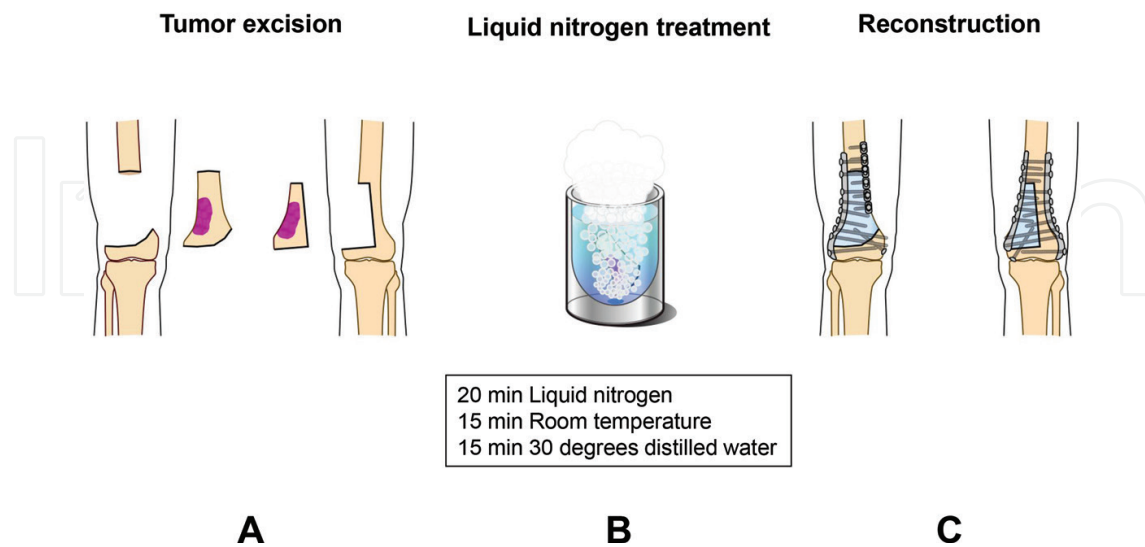 Tumor excision
Liquid nitrogen treatment
Reconstruction
20 min Liquid nitrogen
15 min Room temperature
15 min 30 degrees distilled water
A
B
C